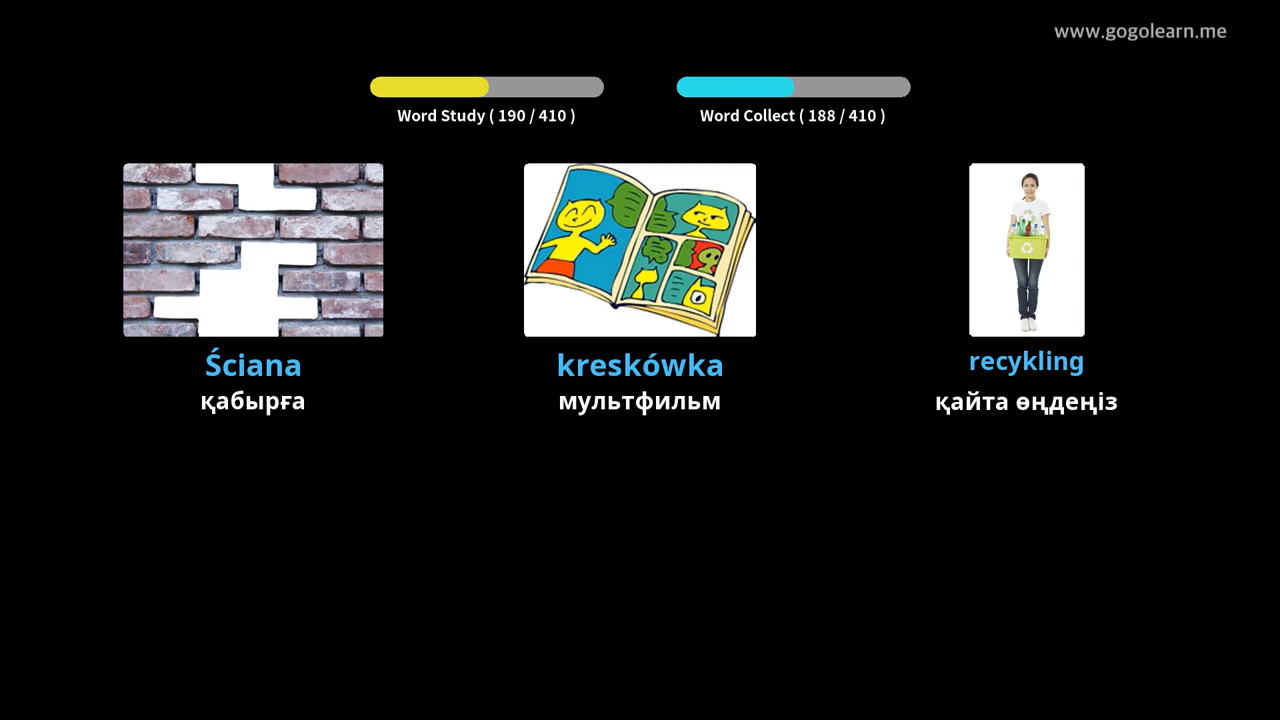 www.gogolearn.me
Word Study ( 190 / 410 )
Word Collect ( 188 / 410 )
Ściana
қабырға
kreskówka
мультфильм
recykling
қайта өңдеңіз